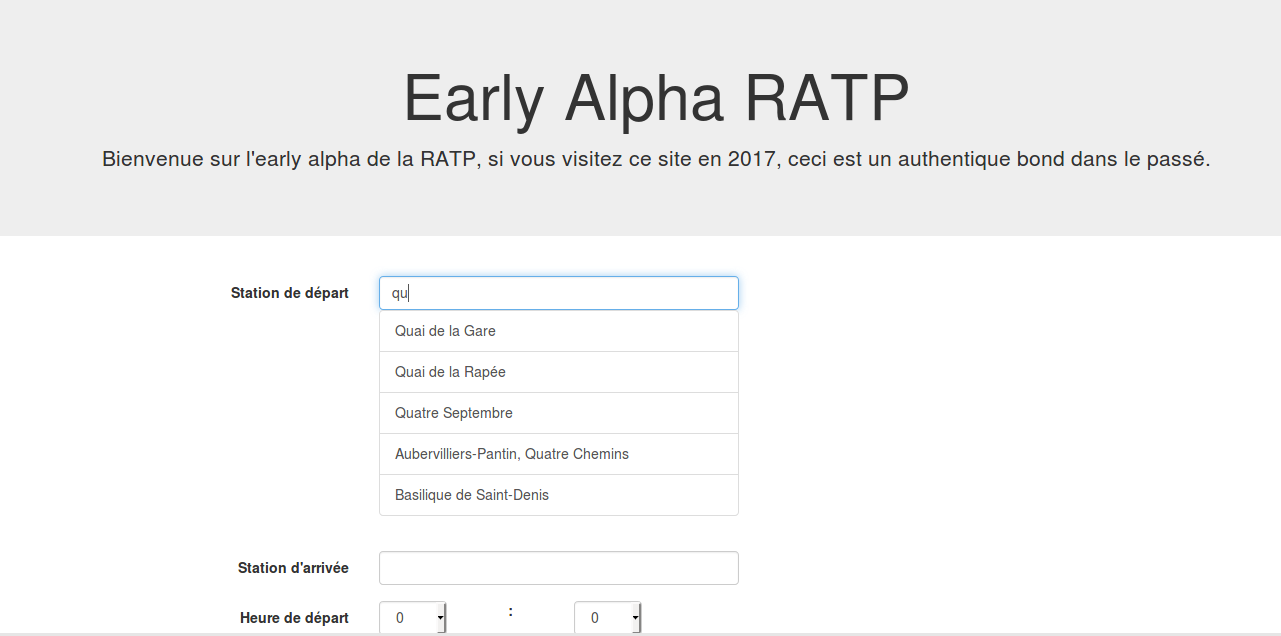 Early Alpha RATP
Bienvenue sur l'early alpha de la RATP, si vous visitez ce site en 2017, ceci est un authentique bond dans le passé.
Station de départ
qu
Quai de la Gare
Quai de la Rapée
Quatre Septembre
Aubervilliers-Pantin, Quatre Chemins
Basilique de Saint-Denis
Station d'arrivée
Heure de départ 0 : 0